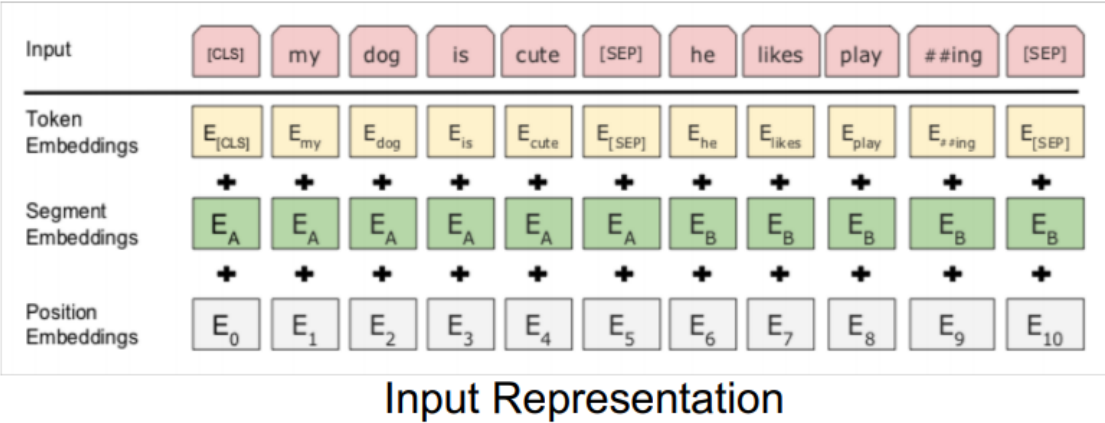 Input [CLS] my dog is cute [SEP] he likes play ##ing [SEP]
Token
Embeddings
E[CLS] Emy Edog Eis Ecute E[SEP] Ehe Elikes Eplay E##ing E[SEP]
+ + + + + + + + + + +
Segment
Embeddings
EA EA EA EA EA EA EB EB EB EB EB
+ + + + + + + + + + +
Position
Embeddings
E0 E1 E2 E3 E4 E5 E6 E7 E8 E9 E10
Input Representation